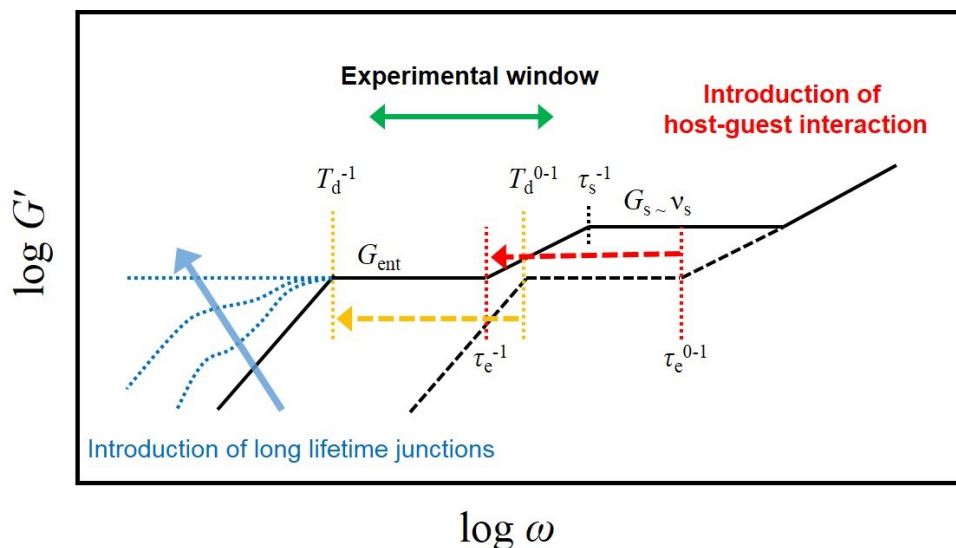 Experimental window
Introduction of
host-guest interaction
T_d^-1
T_d^0-1
τ_s^-1
G_s ~ ν_s
G_ent
τ_e^-1
τ_e^0-1
Introduction of long lifetime junctions
log G'
log ω